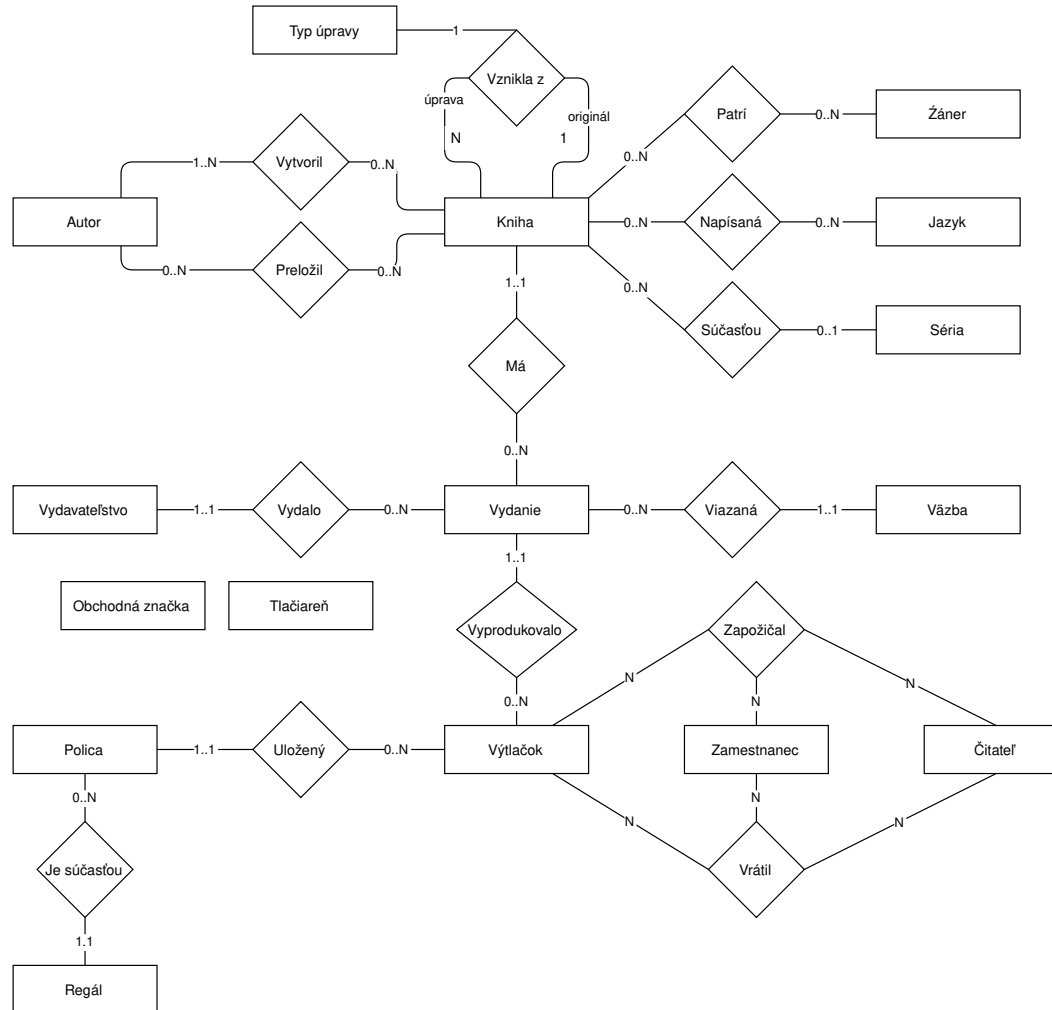 Typ úpravy
1
Vznikla z
úprava
originál
N
1
Patrí
0..N
Źáner
0..N
Vytvoril
1..N
0..N
Autor
Kniha
0..N
Napísaná
0..N
Jazyk
Preložil
0..N
0..N
0..N
1..1
Súčasťou
0..1
Séria
Má
0..N
Vydavateľstvo
1..1
Vydalo
0..N
Vydanie
0..N
Viazaná
1..1
Väzba
1..1
Obchodná značka
Tlačiareň
Vyprodukovalo
Zapožičal
N
N
N
0..N
Polica
1..1
Uložený
0..N
Výtlačok
Zamestnanec
Čitateľ
0..N
N
N
N
Je súčasťou
Vrátil
1.1
Regál